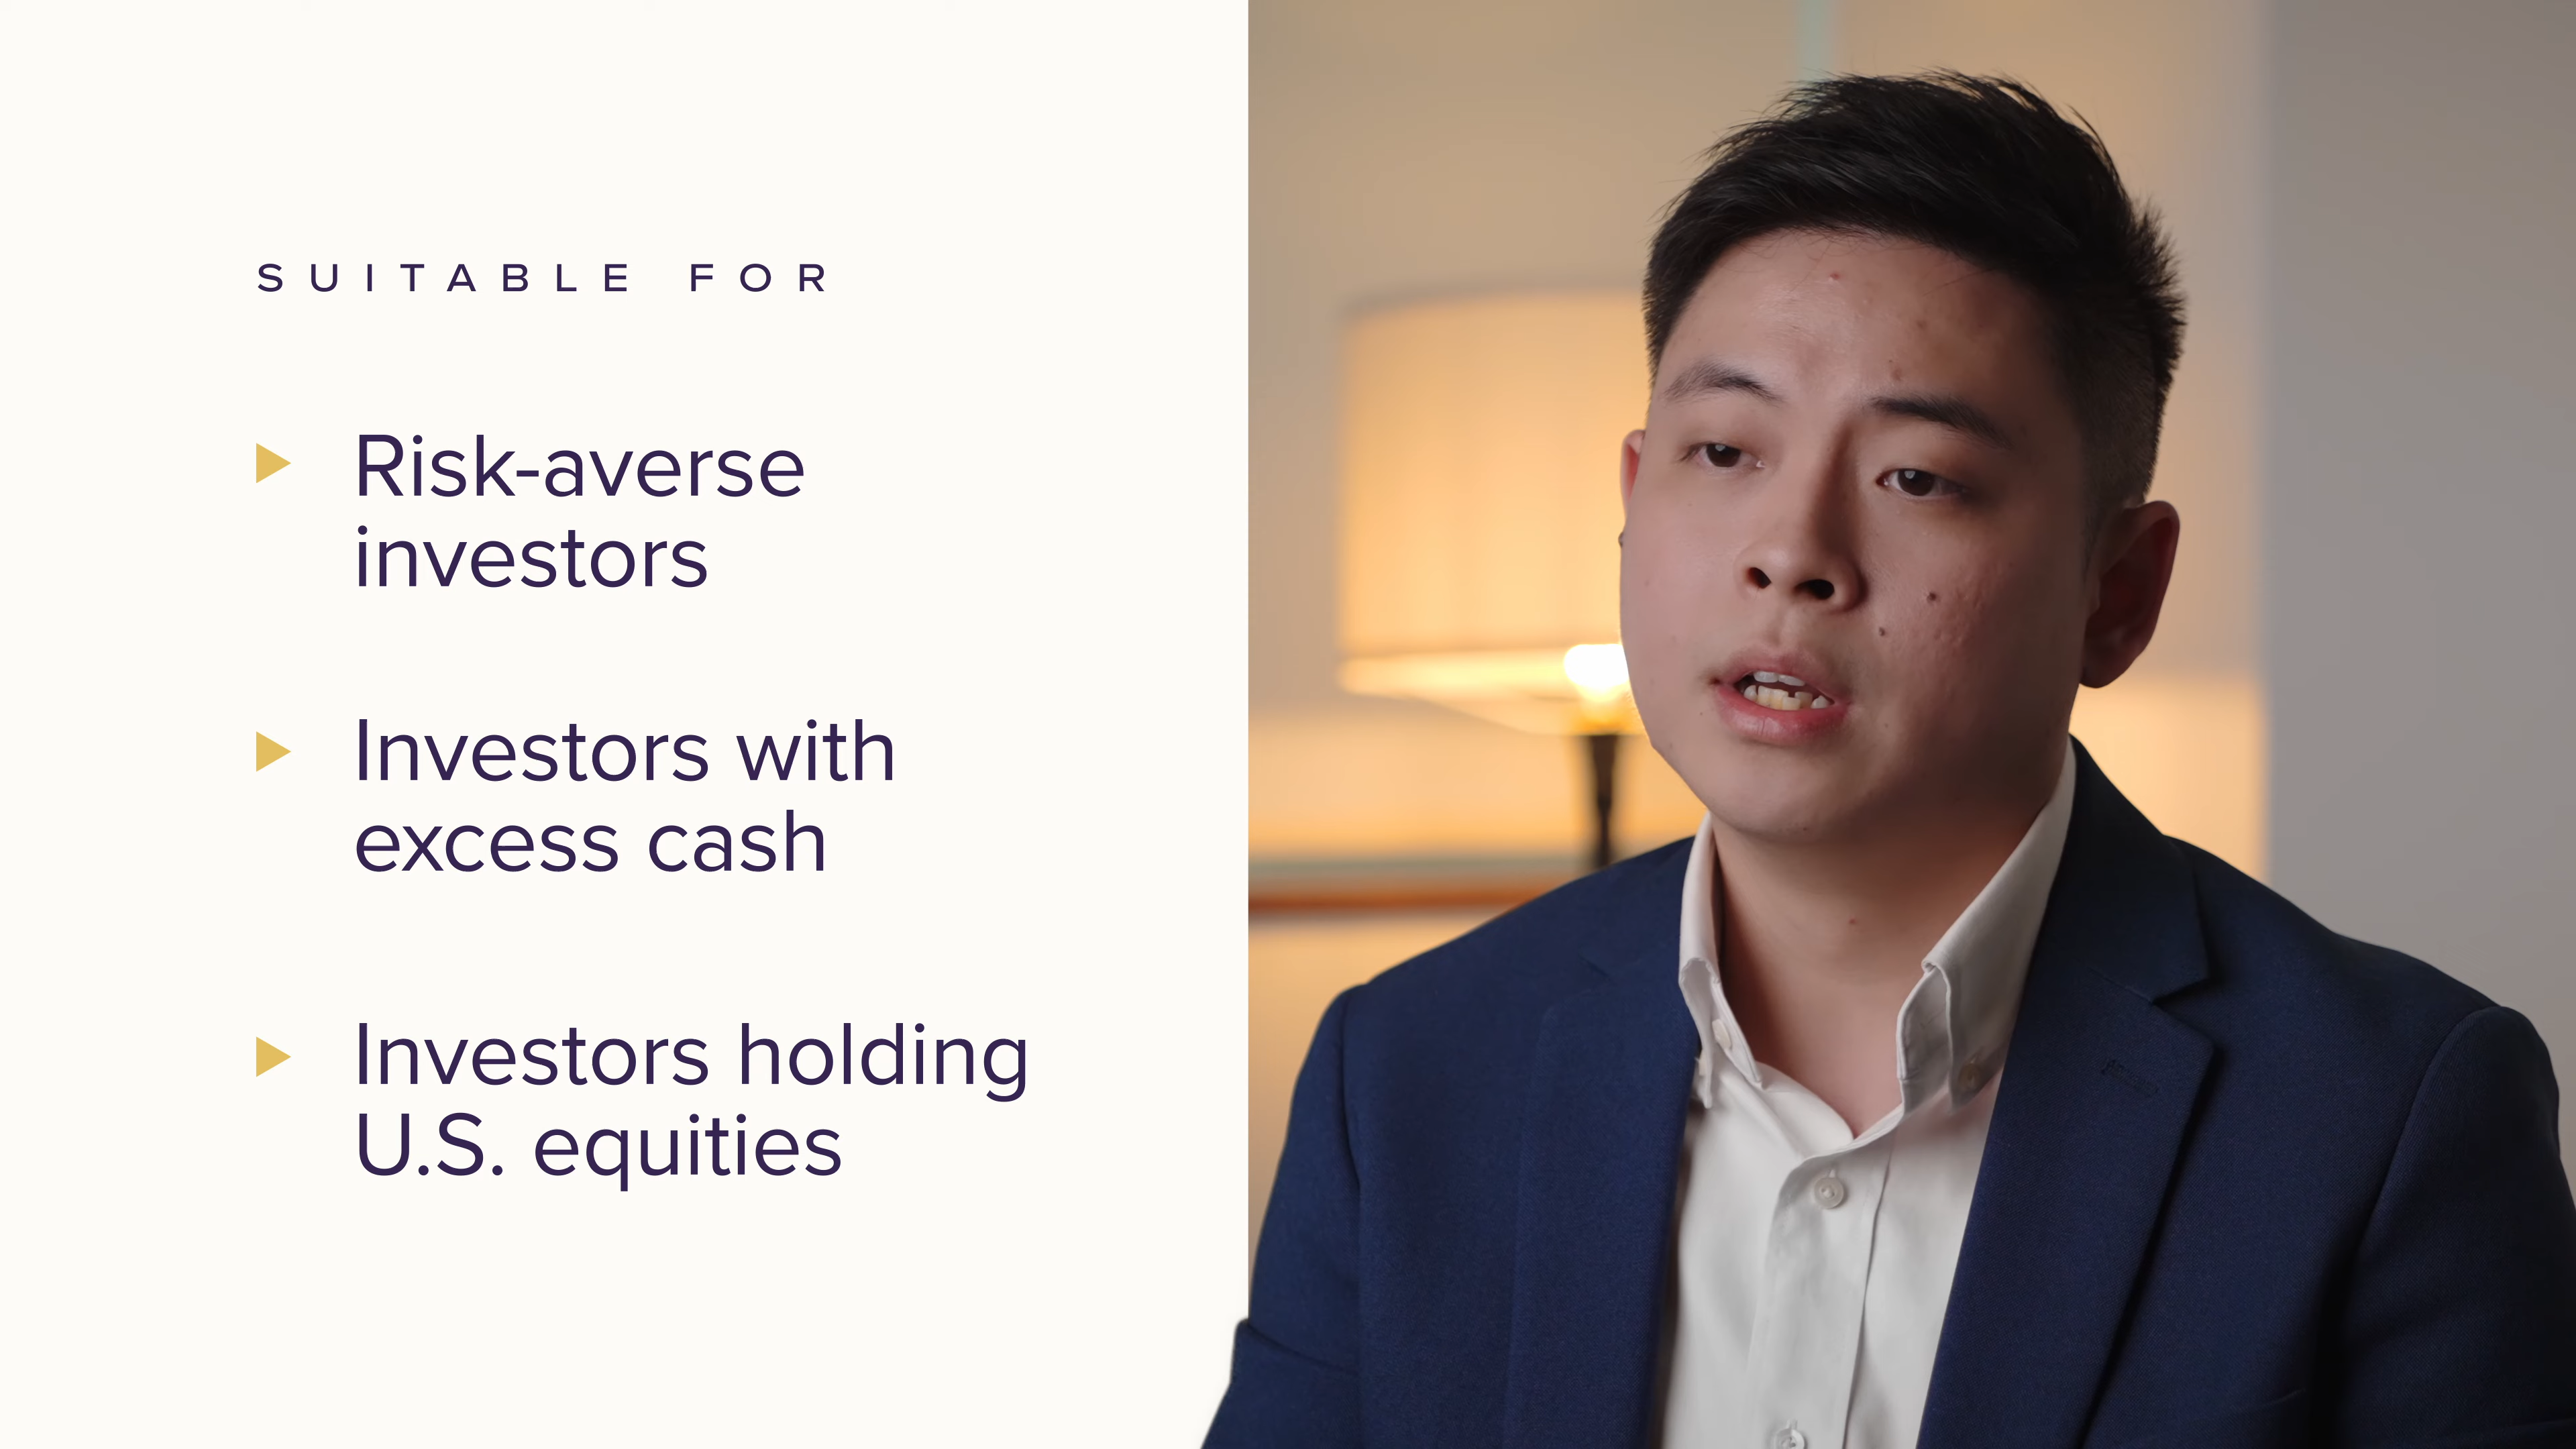 SUITABLE FOR
Risk-averse
investors
Investors with
excess cash
Investors holding
U.S. equities